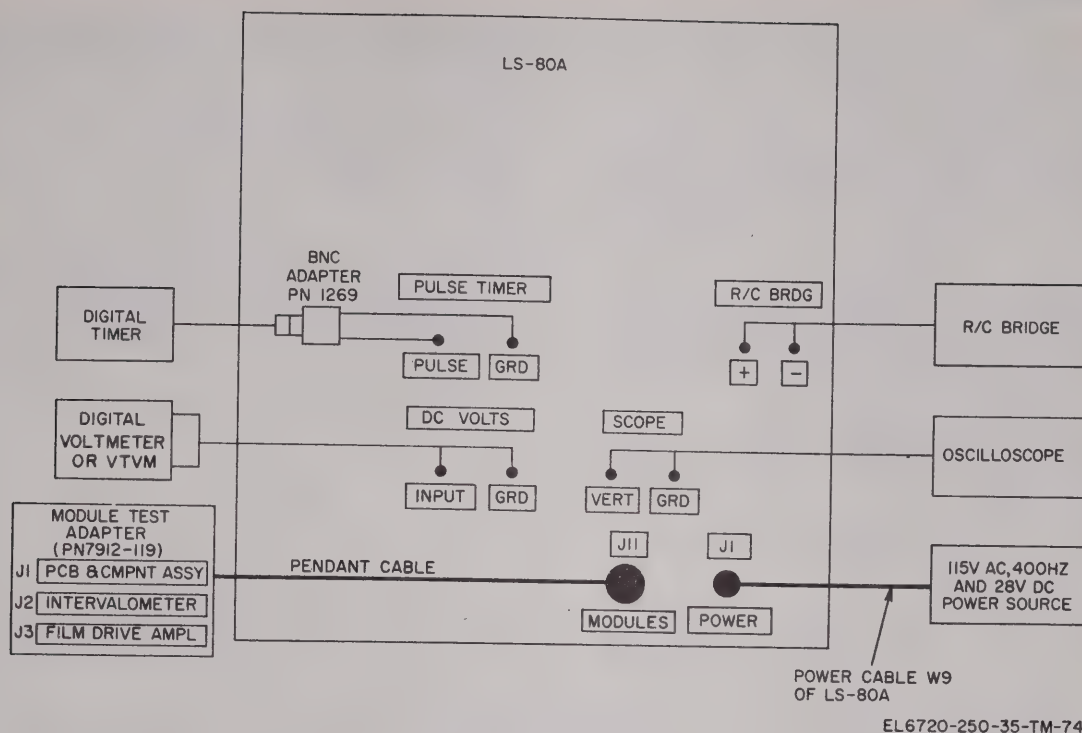 LS-80A
BNC
ADAPTER
PN 1269
PULSE TIMER
R/C BRDG
DIGITAL
TIMER
PULSE
GRD
+
-
R/C BRIDGE
DIGITAL
VOLTMETER
OR VTVM
DC VOLTS
INPUT
GRD
SCOPE
VERT
GRD
OSCILLOSCOPE
MODULE TEST
ADAPTER
(PN7912-119)
J1 PCB & CMPNT ASSY
J2 INTERVALOMETER
J3 FILM DRIVE AMPL
PENDANT CABLE
J11
MODULES
J1
POWER
115V AC, 400HZ
AND 28V DC
POWER SOURCE
POWER CABLE W9
OF LS-80A
EL6720-250-35-TM-74